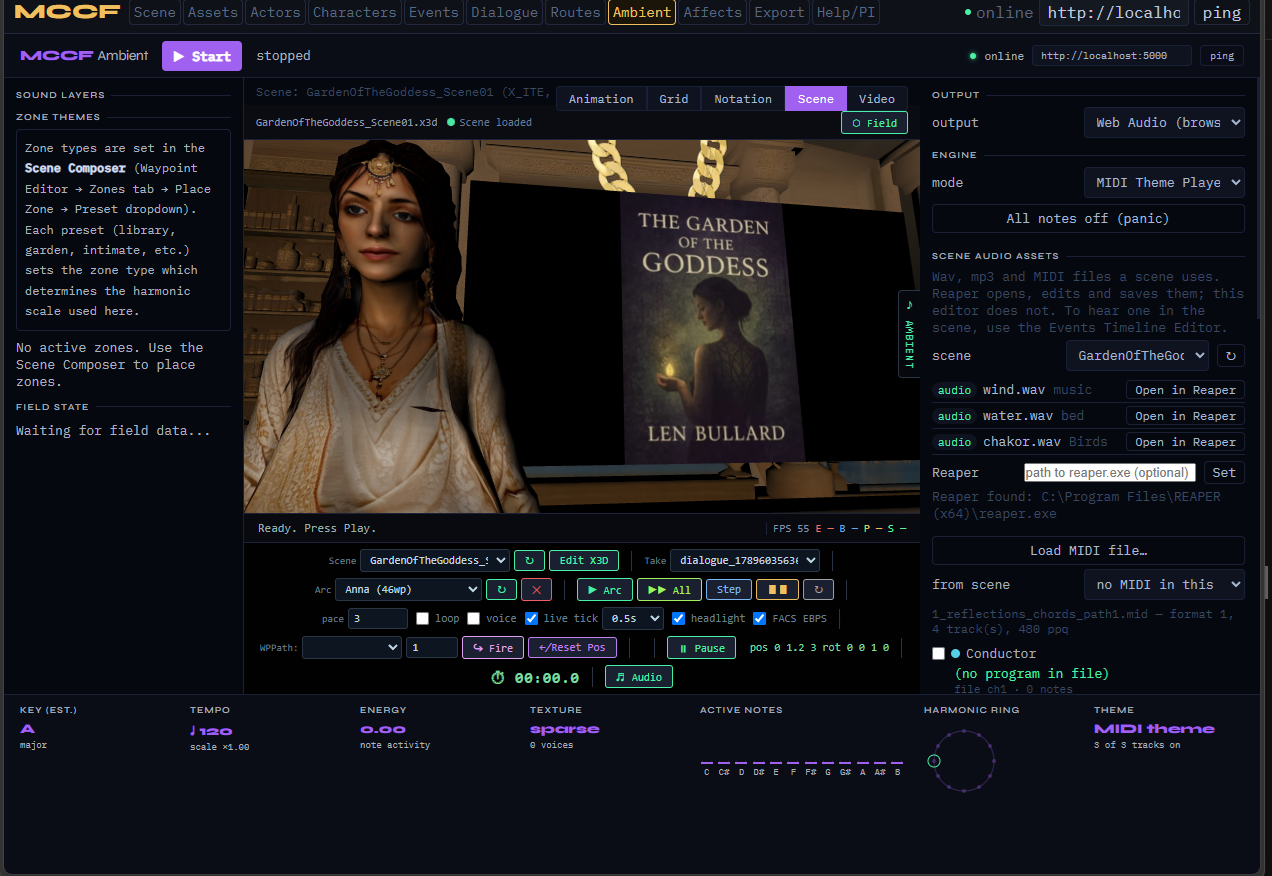 MCCF Scene Assets Actors Characters Events Dialogue Routes Ambient Affects Export Help/PI online http://localho ping
MCCF Ambient ▶ Start stopped online http://localhost:5000 ping
SOUND LAYERS
ZONE THEMES
Zone types are set in the
Scene Composer (Waypoint
Editor → Zones tab → Place
Zone → Preset dropdown).
Each preset (library,
garden, intimate, etc.)
sets the zone type which
determines the harmonic
scale used here.
No active zones. Use the
Scene Composer to place
zones.
FIELD STATE
Waiting for field data...
Scene: GardenOfTheGoddess_Scene01 (X_ITE,
Animation Grid Notation Scene Video
GardenOfTheGoddess_Scene01.x3d Scene loaded
Field
THE GARDEN
OF THE
GODDESS
LEN BULLARD
♪ AMBIENT
Ready. Press Play.
FPS 55 E — B — P — S —
Scene GardenOfTheGoddess_S ↻ Edit X3D Take dialogue_1789603563
Arc Anna (46wp) ↻ ✕ ▶ Arc ▶▶ All Step ↻
pace 3 loop voice live tick 0.5s headlight FACS EBPS
WPPath: 1 ↪ Fire ↩/Reset Pos Pause pos 0 1.2 3 rot 0 0 1 0
⏱ 00:00.0 ♬ Audio
OUTPUT
output Web Audio (brows
ENGINE
mode MIDI Theme Playe
All notes off (panic)
SCENE AUDIO ASSETS
Wav, mp3 and MIDI files a scene uses.
Reaper opens, edits and saves them; this
editor does not. To hear one in the
scene, use the Events Timeline Editor.
scene GardenOfTheGoc ↻
audio wind.wav music Open in Reaper
audio water.wav bed Open in Reaper
audio chakor.wav Birds Open in Reaper
Reaper path to reaper.exe (optional) Set
Reaper found: C:\Program Files\REAPER
(x64)\reaper.exe
Load MIDI file…
from scene no MIDI in this
1_reflections_chords_path1.mid — format 1,
4 track(s), 480 ppq
Conductor
(no program in file)
file ch1 · 0 notes
KEY (EST.)
A
major
TEMPO
♩120
scale ×1.00
ENERGY
0.00
note activity
TEXTURE
sparse
0 voices
ACTIVE NOTES
C C# D D# E F F# G G# A A# B
HARMONIC RING
THEME
MIDI theme
3 of 3 tracks on